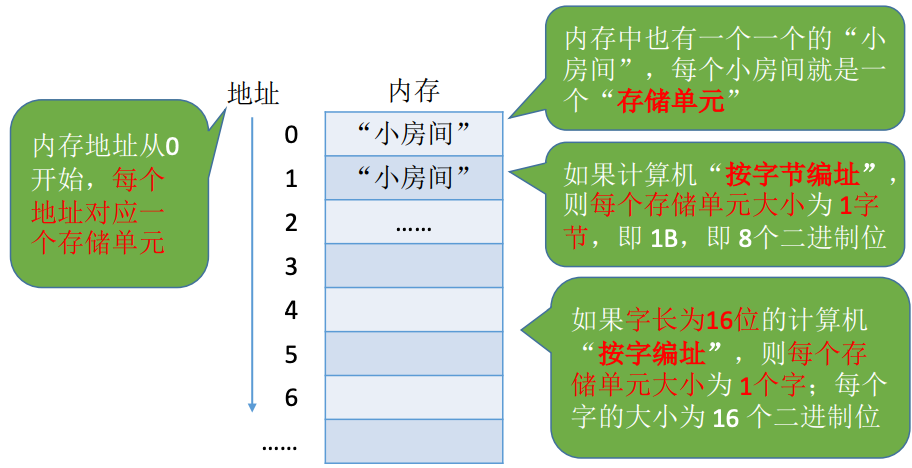 内存地址从0
开始，每个
地址对应一
个存储单元
地址
0
1
2
3
4
5
6
......
内存
“小房间”
“小房间”
......
内存中也有一个一个的“小
房间”，每个小房间就是一
个“存储单元”
如果计算机“按字节编址”，
则每个存储单元大小为 1字
节，即 1B，即 8个二进制位
如果字长为16位的计算机
“按字编址”，则每个存
储单元大小为 1个字；每个
字的大小为 16 个二进制位